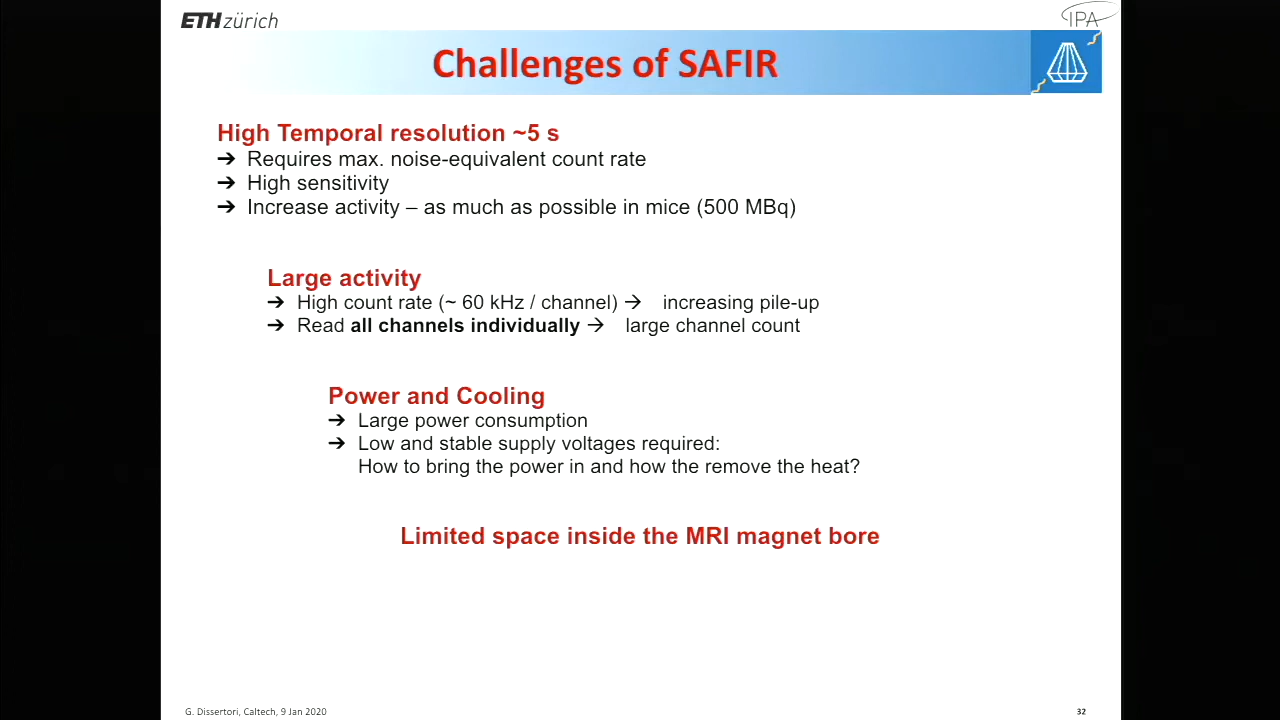 ETH zürich
IPA
Challenges of SAFIR
High Temporal resolution ~5 s
➔ Requires max. noise-equivalent count rate
➔ High sensitivity
➔ Increase activity – as much as possible in mice (500 MBq)
Large activity
➔ High count rate (~ 60 kHz / channel) → increasing pile-up
➔ Read all channels individually → large channel count
Power and Cooling
➔ Large power consumption
➔ Low and stable supply voltages required:
How to bring the power in and how the remove the heat?
Limited space inside the MRI magnet bore
G. Dissertori, Caltech, 9 Jan 2020
32